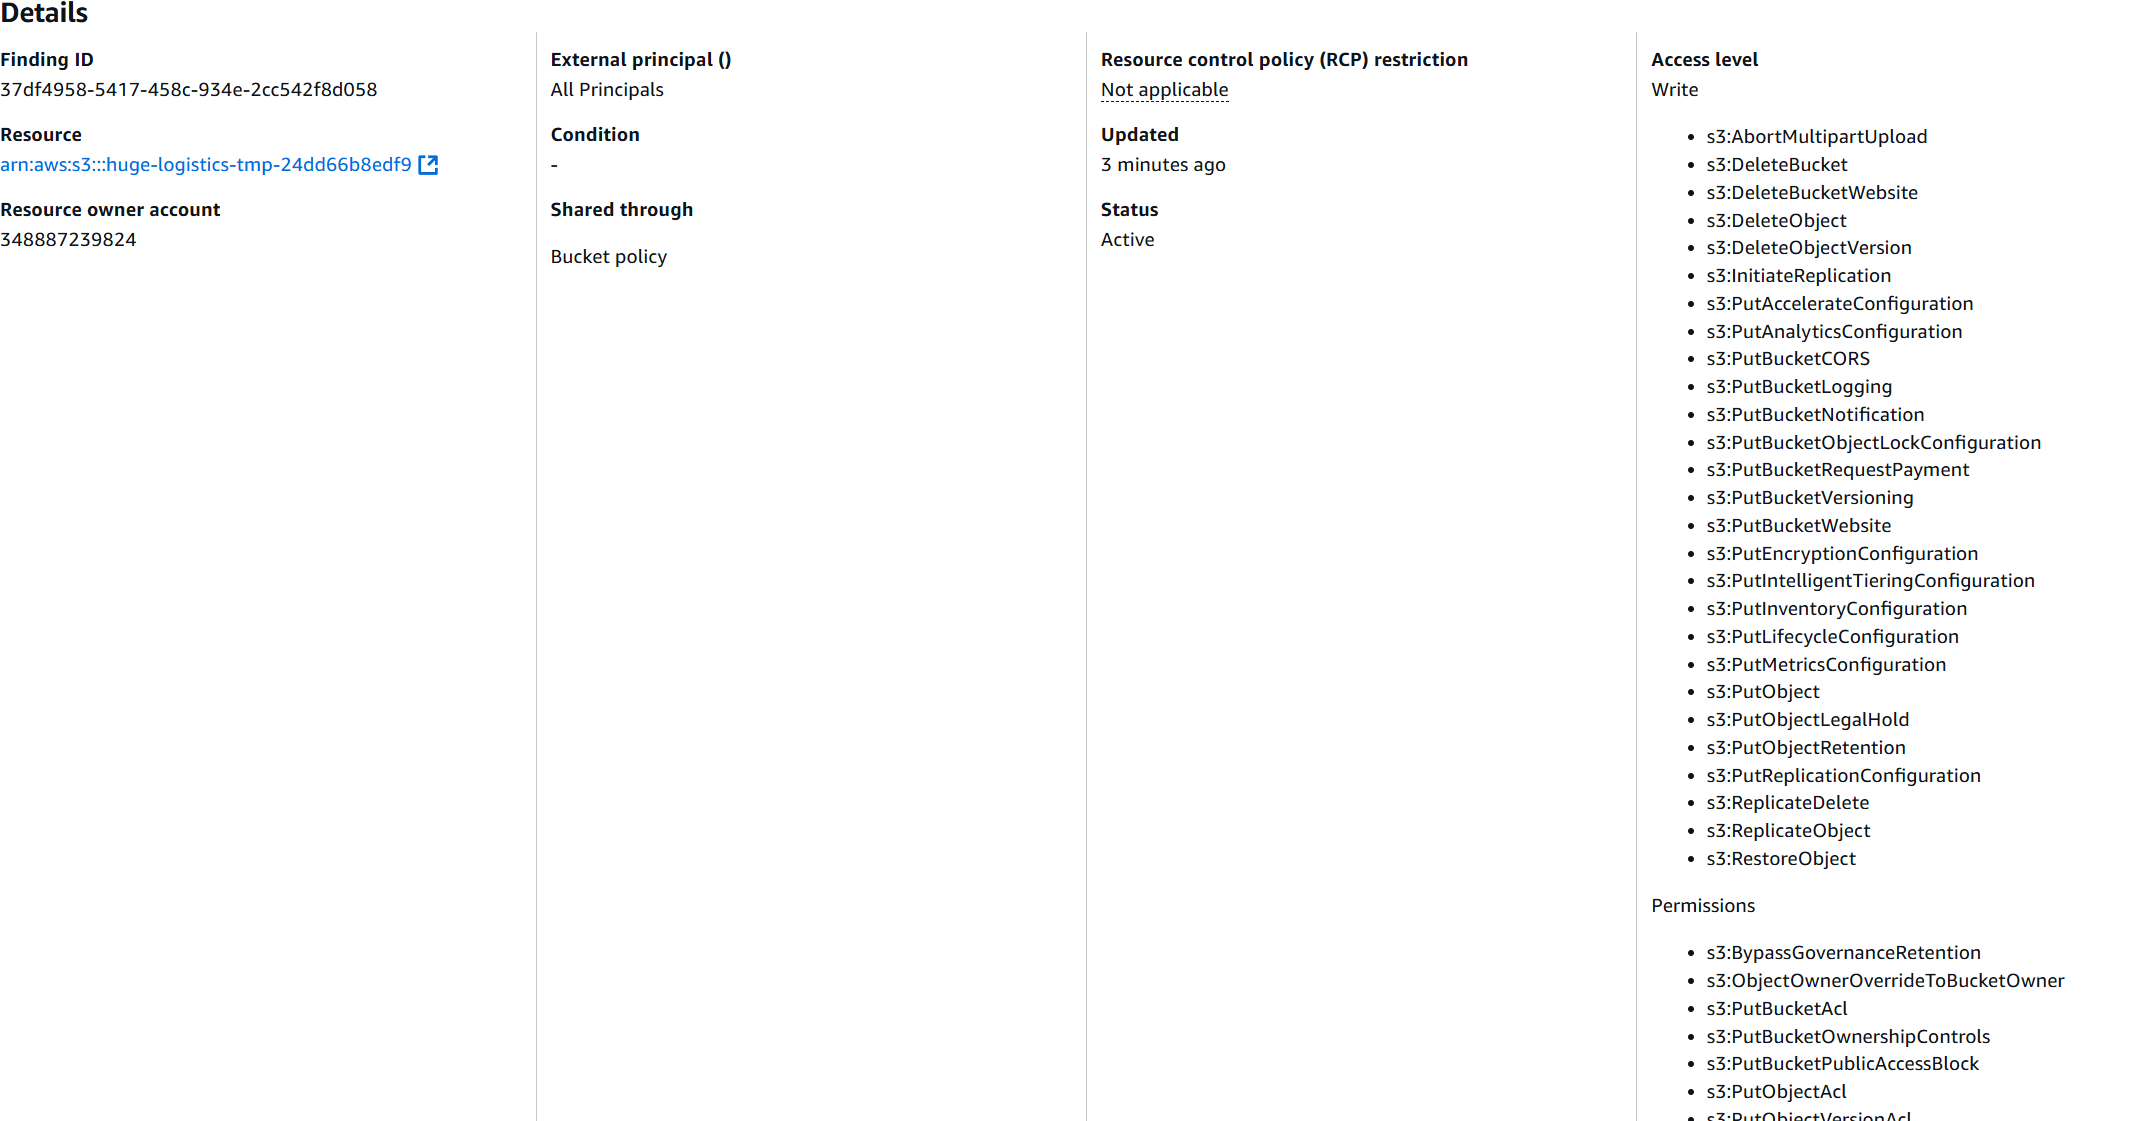 Details
Finding ID
37df4958-5417-458c-934e-2cc542f8d058
Resource
arn:aws:s3:::huge-logistics-tmp-24dd66b8edf9
Resource owner account
348887239824
External principal ()
All Principals
Condition
-
Shared through
Bucket policy
Resource control policy (RCP) restriction
Not applicable
Updated
3 minutes ago
Status
Active
Access level
Write
• s3:AbortMultipartUpload
• s3:DeleteBucket
• s3:DeleteBucketWebsite
• s3:DeleteObject
• s3:DeleteObjectVersion
• s3:InitiateReplication
• s3:PutAccelerateConfiguration
• s3:PutAnalyticsConfiguration
• s3:PutBucketCORS
• s3:PutBucketLogging
• s3:PutBucketNotification
• s3:PutBucketObjectLockConfiguration
• s3:PutBucketRequestPayment
• s3:PutBucketVersioning
• s3:PutBucketWebsite
• s3:PutEncryptionConfiguration
• s3:PutIntelligentTieringConfiguration
• s3:PutInventoryConfiguration
• s3:PutLifecycleConfiguration
• s3:PutMetricsConfiguration
• s3:PutObject
• s3:PutObjectLegalHold
• s3:PutObjectRetention
• s3:PutReplicationConfiguration
• s3:ReplicateDelete
• s3:ReplicateObject
• s3:RestoreObject
Permissions
• s3:BypassGovernanceRetention
• s3:ObjectOwnerOverrideToBucketOwner
• s3:PutBucketAcl
• s3:PutBucketOwnershipControls
• s3:PutBucketPublicAccessBlock
• s3:PutObjectAcl
• s3:PutObjectVersionAcl